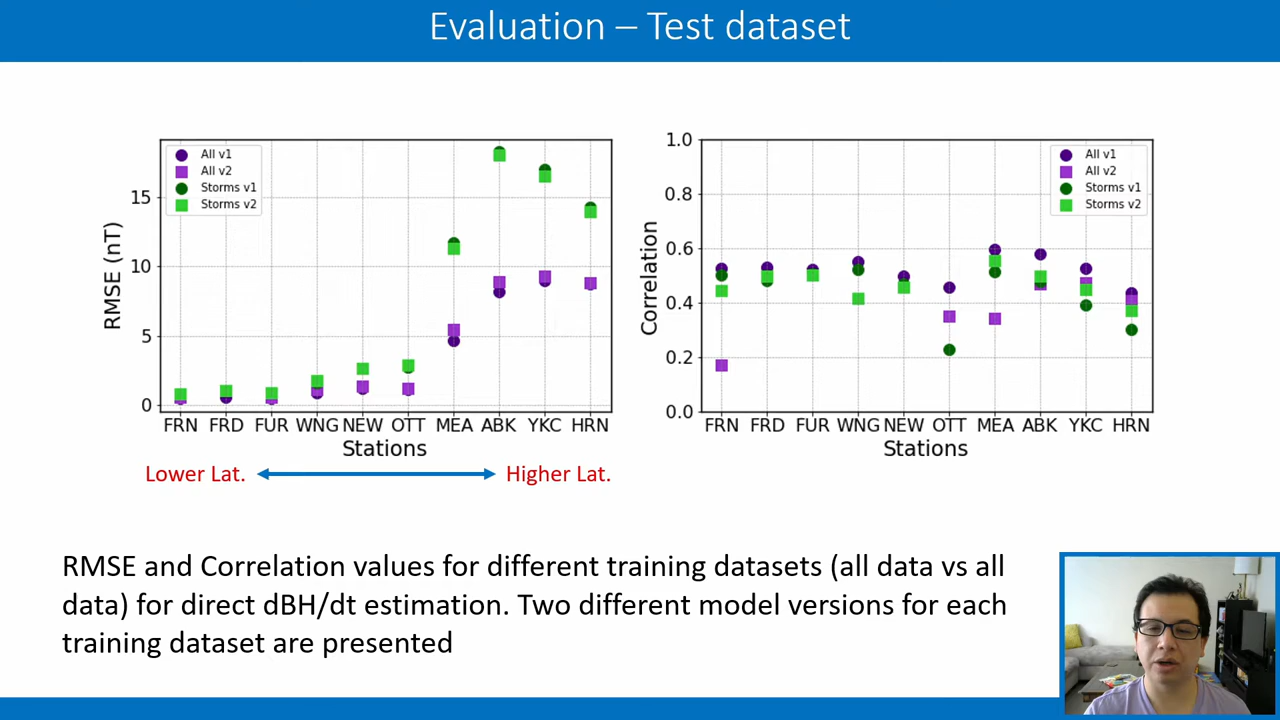 Evaluation – Test dataset
All v1
All v2
Storms v1
Storms v2
15
10
5
0
RMSE (nT)
FRN FRD FUR WNG NEW OTT MEA ABK YKC HRN
Stations
Lower Lat. Higher Lat.
All v1
All v2
Storms v1
Storms v2
1.0
0.8
0.6
0.4
0.2
0.0
Correlation
FRN FRD FUR WNG NEW OTT MEA ABK YKC HRN
Stations
RMSE and Correlation values for different training datasets (all data vs all
data) for direct dBH/dt estimation. Two different model versions for each
training dataset are presented